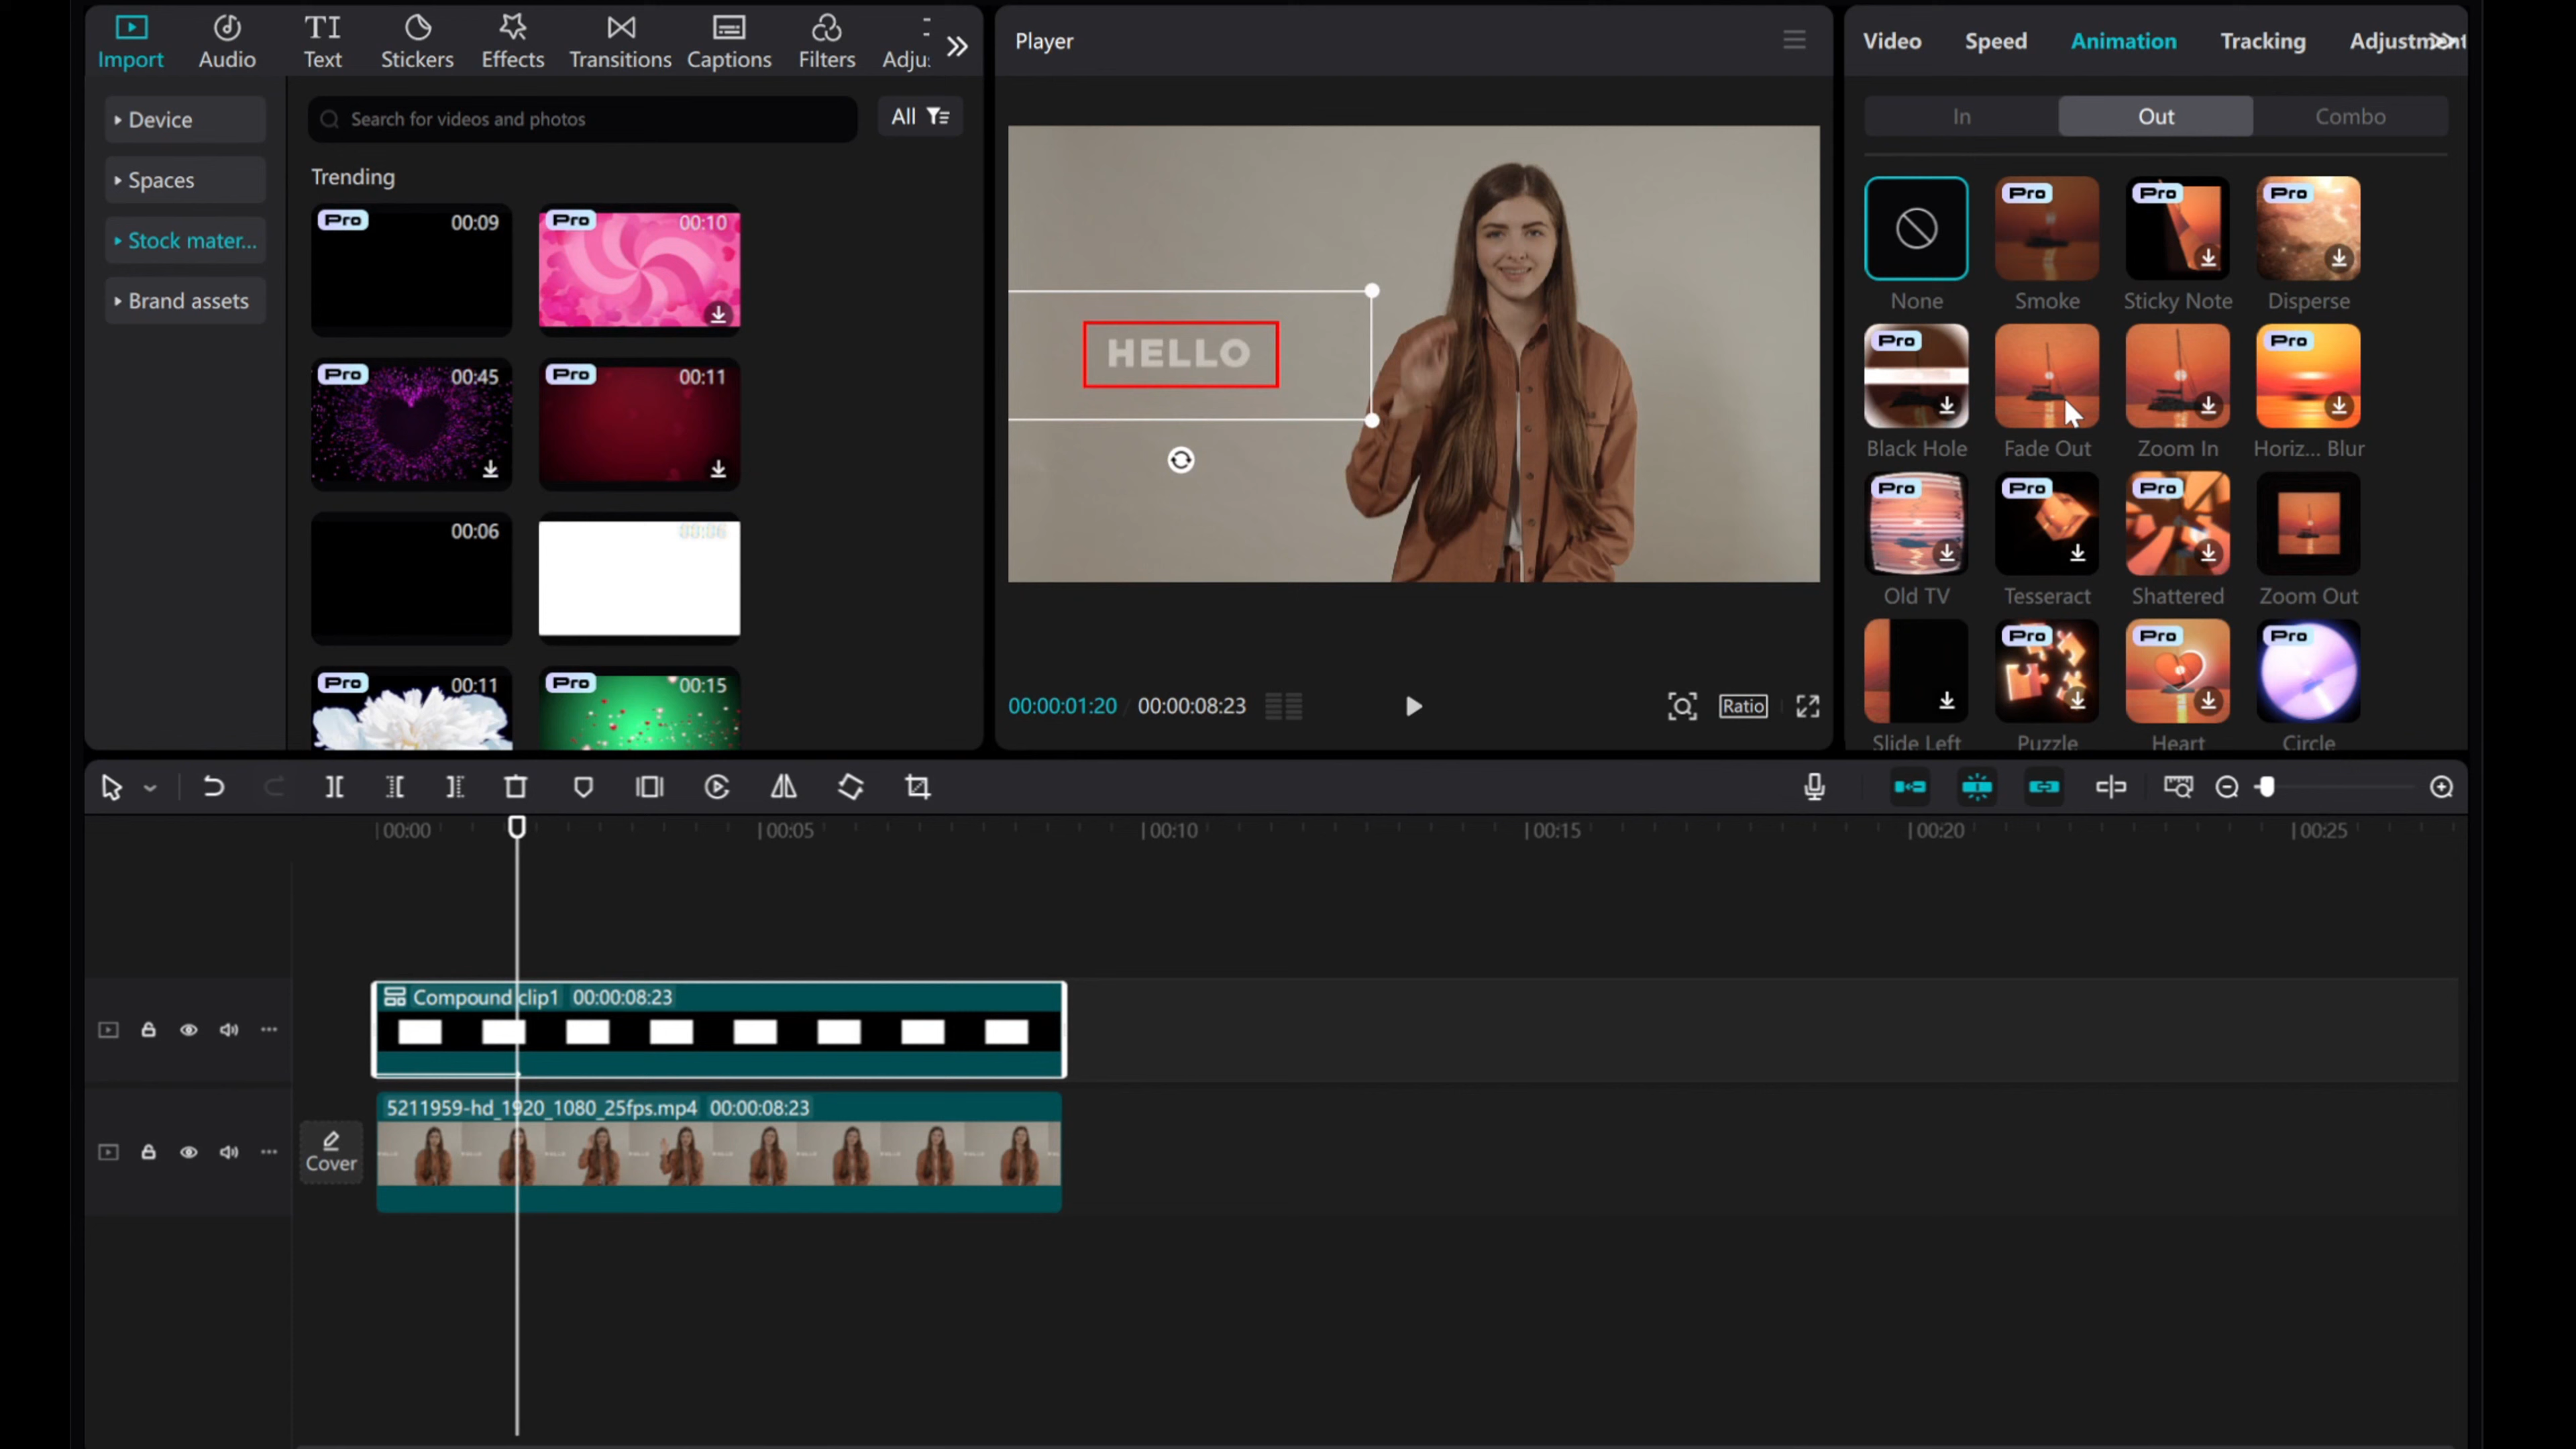 Import
Audio
Text
Stickers
Effects
Transitions
Captions
Filters
Adju
Device
Spaces
Stock mater...
Brand assets
Search for videos and photos
All
Trending
Pro 00:09
Pro 00:10
Pro 00:45
Pro 00:11
00:06
00:06
Pro 00:11
Pro 00:15
Player
HELLO
00:00:01:20 / 00:00:08:23
Ratio
Video Speed Animation Tracking Adjustment
In Out Combo
Pro Pro Pro
None Smoke Sticky Note Disperse
Pro Pro
Black Hole Fade Out Zoom In Horiz... Blur
Pro Pro Pro
Old TV Tesseract Shattered Zoom Out
Pro Pro Pro
Slide Left Puzzle Heart Circle
00:00 00:05 00:10 00:15 00:20 00:25
Compound clip1 00:00:08:23
5211959-hd_1920_1080_25fps.mp4 00:00:08:23
Cover